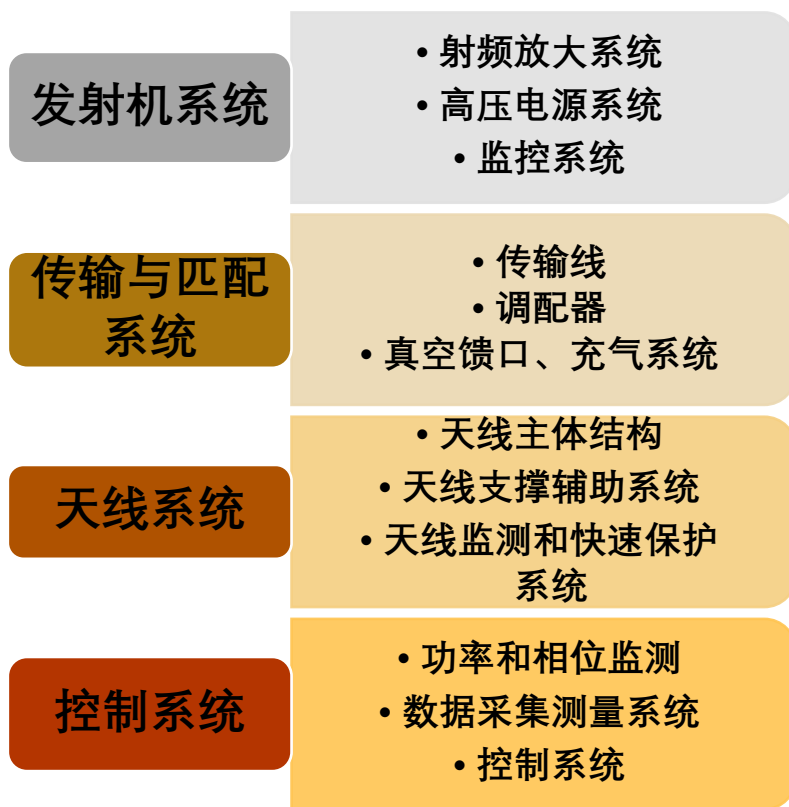 发射机系统
• 射频放大系统
• 高压电源系统
• 监控系统
传输与匹配
系统
• 传输线
• 调配器
• 真空馈口、充气系统
天线系统
• 天线主体结构
• 天线支撑辅助系统
• 天线监测和快速保护
系统
控制系统
• 功率和相位监测
• 数据采集测量系统
• 控制系统